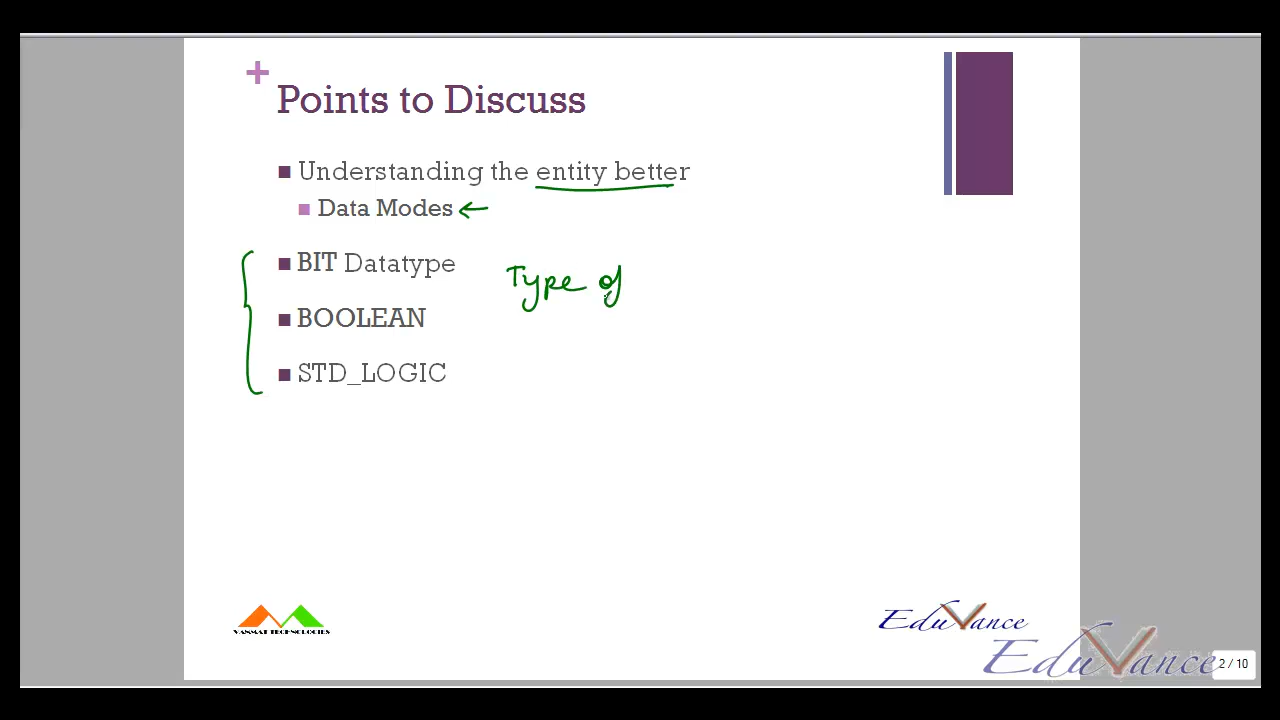 +
Points to Discuss
Understanding the entity better
Data Modes
BIT Datatype
Type of
BOOLEAN
STD_LOGIC
VANMAT TECHNOLOGIES
EduVance
EduVance
2 / 10